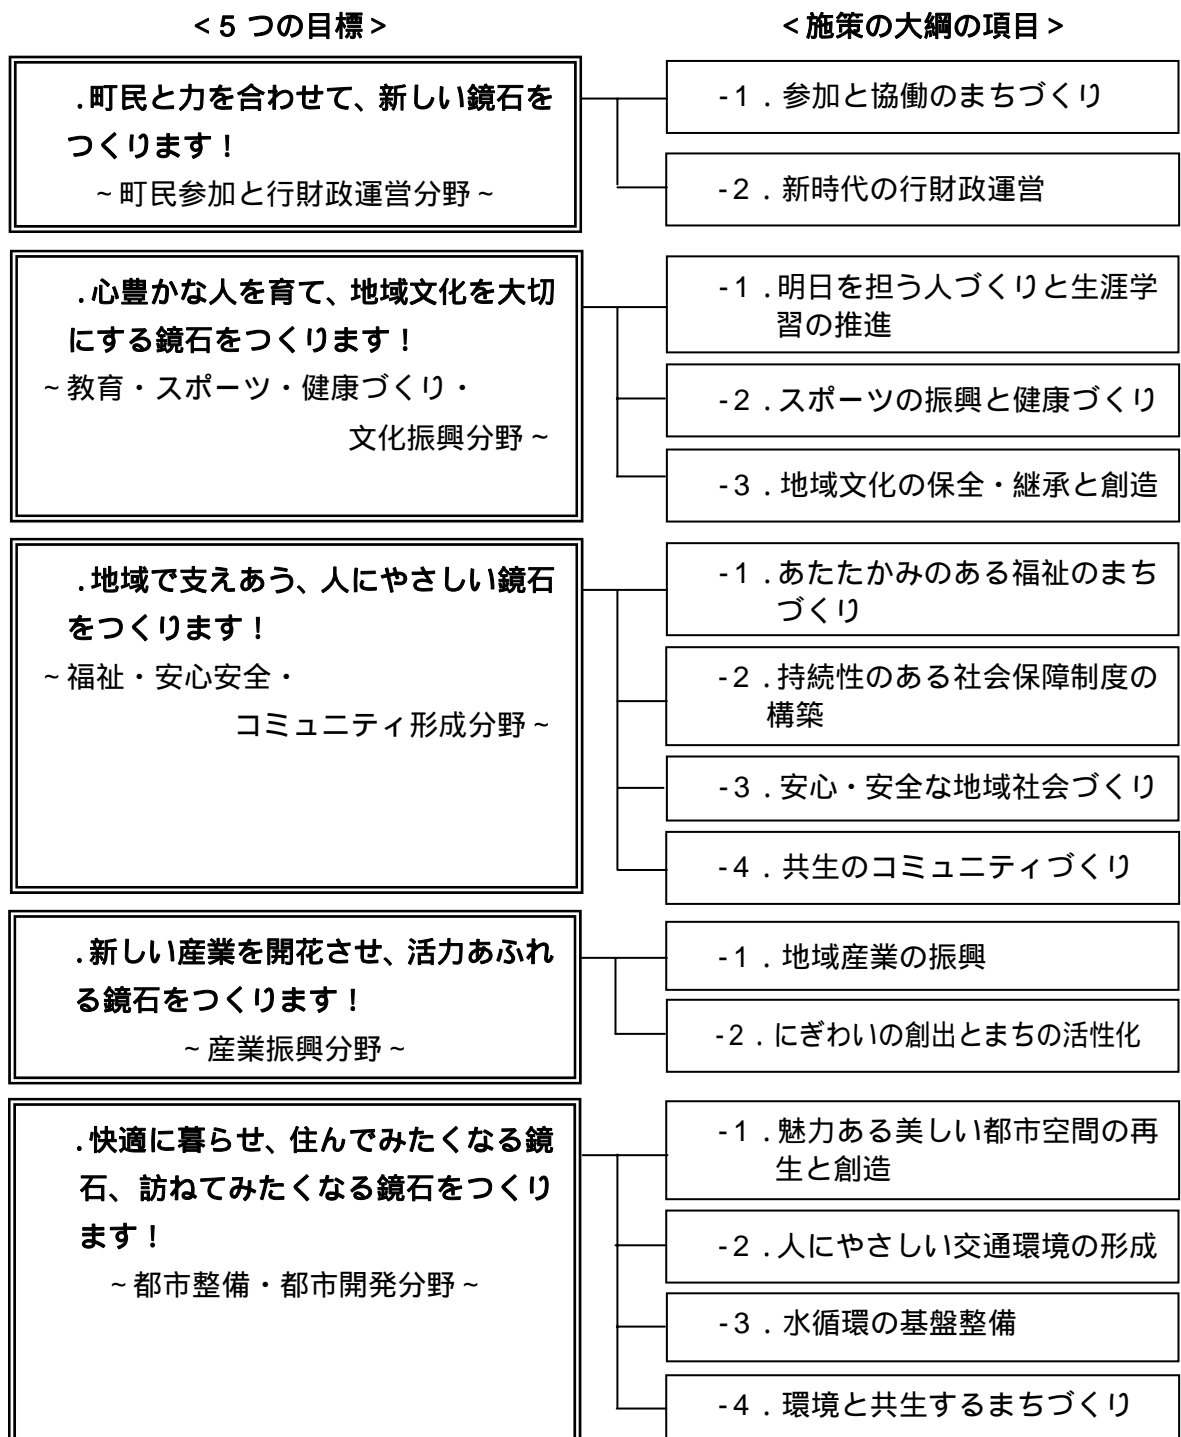 <5つの目標>
<施策の大綱の項目>
.町民と力を合わせて、新しい鏡石を
つくります！
~町民参加と行財政運営分野~
-1．参加と協働のまちづくり
-2．新時代の行財政運営
.心豊かな人を育て、地域文化を大切
にする鏡石をつくります！
~教育・スポーツ・健康づくり・
文化振興分野~
-1．明日を担う人づくりと生涯学
習の推進
-2．スポーツの振興と健康づくり
-3．地域文化の保全・継承と創造
.地域で支えあう、人にやさしい鏡石
をつくります！
~福祉・安心安全・
コミュニティ形成分野~
-1．あたたかみのある福祉のまち
づくり
-2．持続性のある社会保障制度の
構築
-3．安心・安全な地域社会づくり
-4．共生のコミュニティづくり
.新しい産業を開花させ、活力あふれ
る鏡石をつくります！
~産業振興分野~
-1．地域産業の振興
-2．にぎわいの創出とまちの活性化
.快適に暮らせ、住んでみたくなる鏡
石、訪ねてみたくなる鏡石をつくり
ます！
~都市整備・都市開発分野~
-1．魅力ある美しい都市空間の再
生と創造
-2．人にやさしい交通環境の形成
-3．水循環の基盤整備
-4．環境と共生するまちづくり